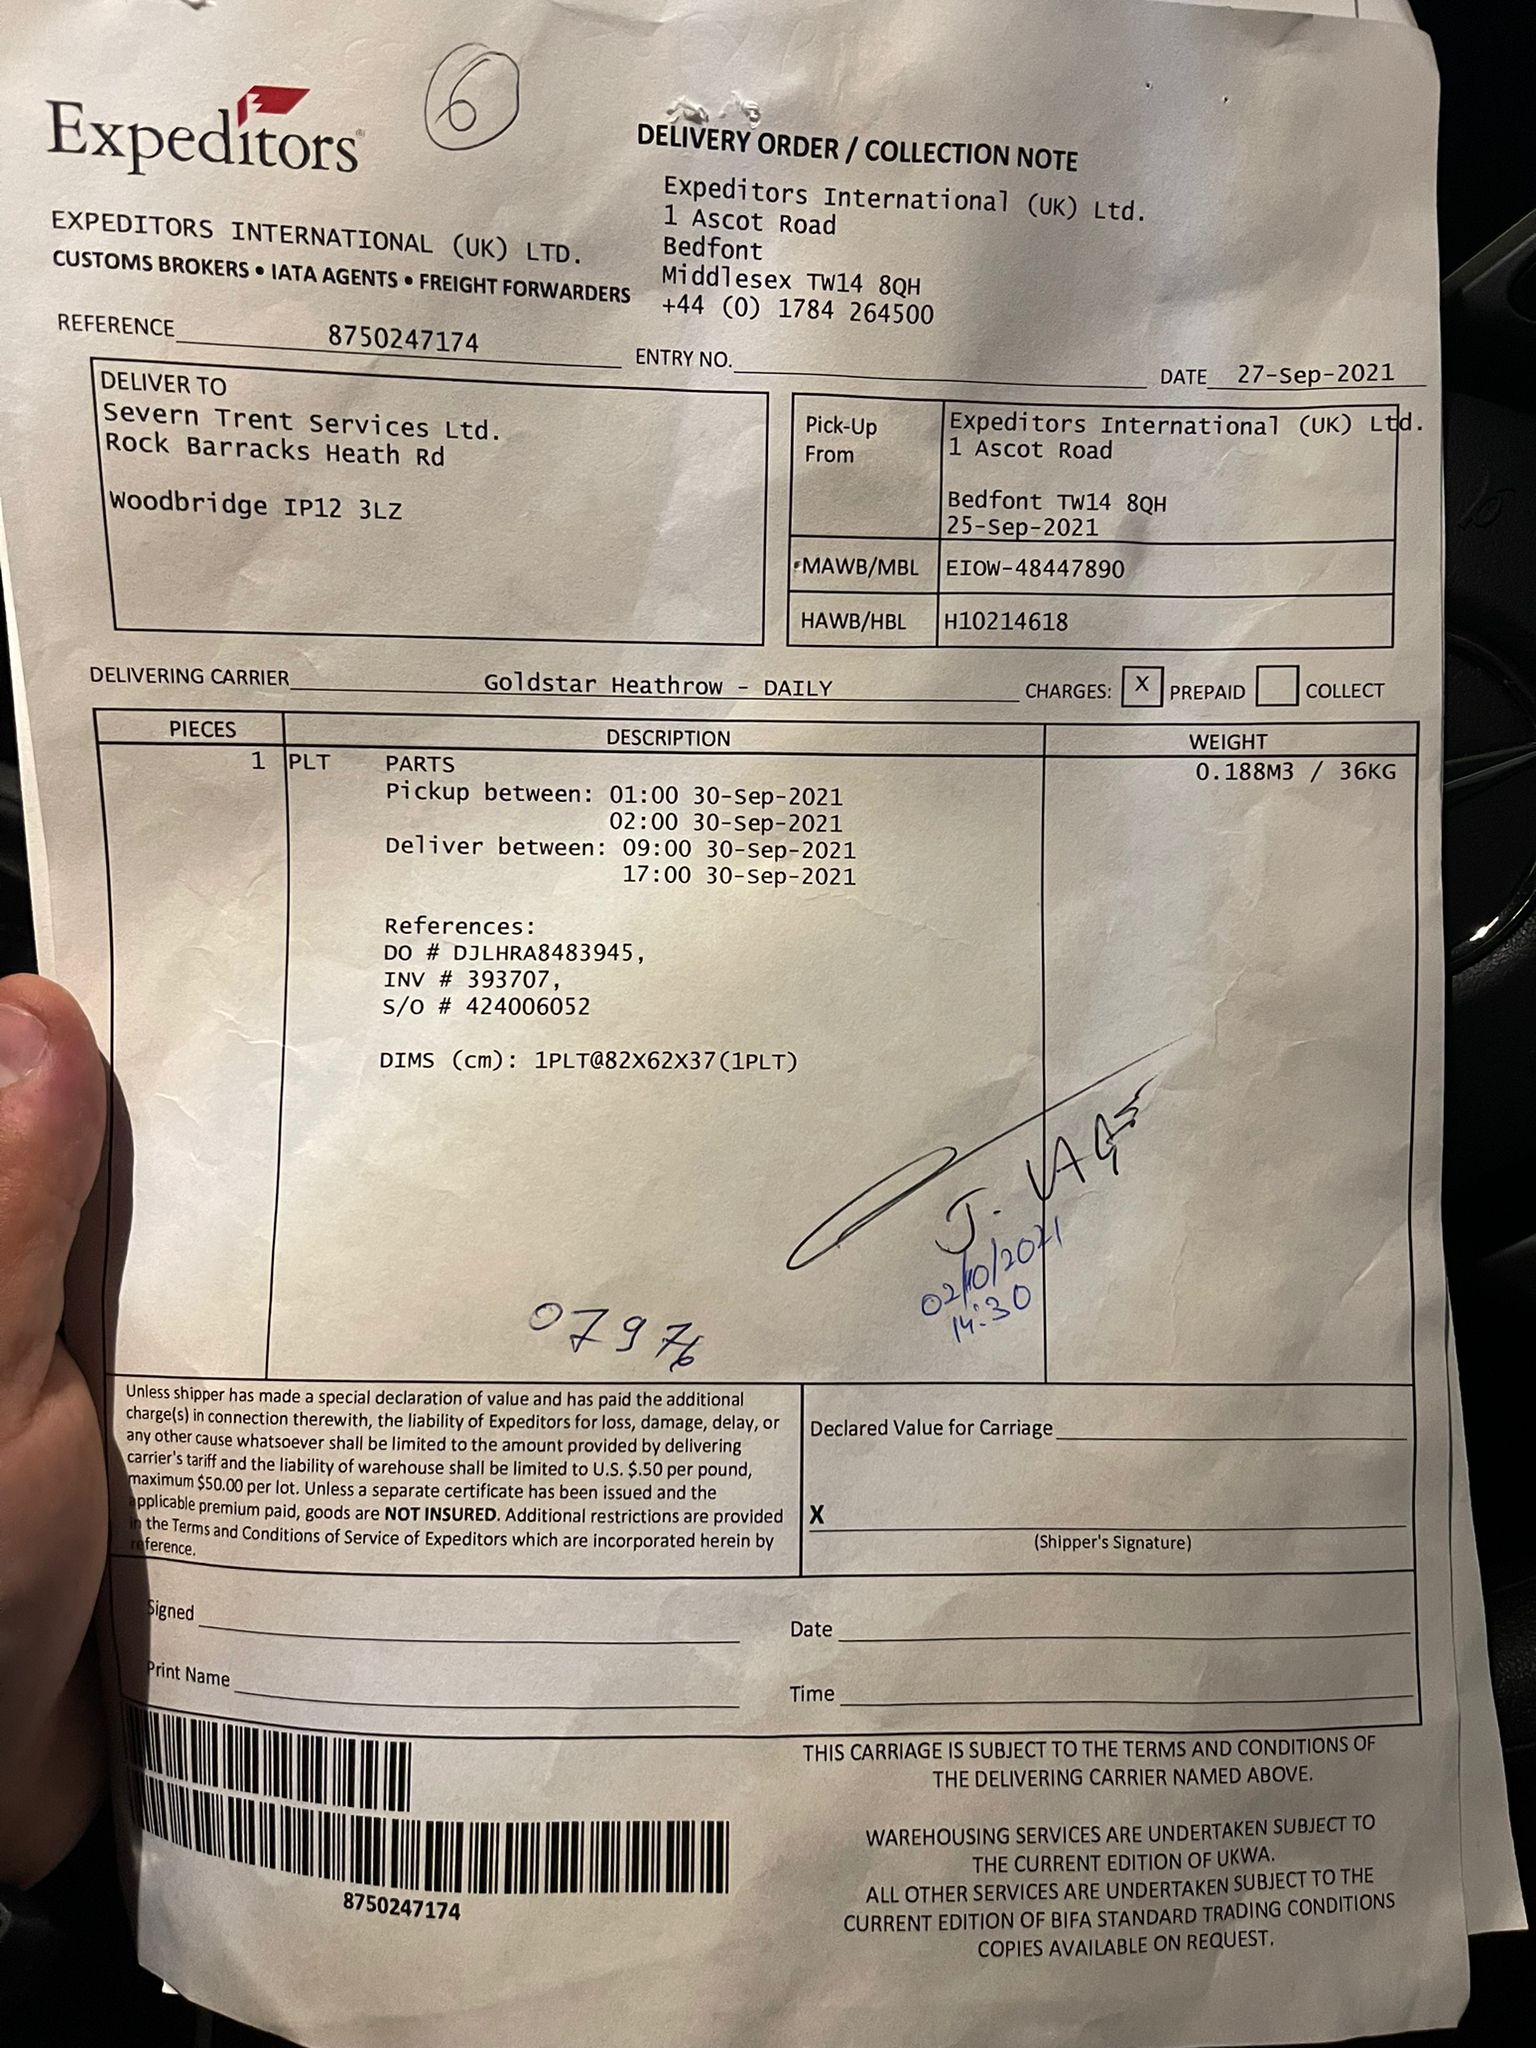 6
Expeditors®
DELIVERY ORDER / COLLECTION NOTE
Expeditors International (UK) Ltd.
1 Ascot Road
Bedfont
Middlesex TW14 8QH
+44 (0) 1784 264500
EXPEDITORS INTERNATIONAL (UK) LTD.
CUSTOMS BROKERS • IATA AGENTS • FREIGHT FORWARDERS
REFERENCE 8750247174
ENTRY NO.
DATE 27-Sep-2021
DELIVER TO
Severn Trent Services Ltd.
Rock Barracks Heath Rd
Woodbridge IP12 3LZ
Pick-Up From
Expeditors International (UK) Ltd.
1 Ascot Road
Bedfont TW14 8QH
25-Sep-2021
MAWB/MBL EIOW-48447890
HAWB/HBL H10214618
DELIVERING CARRIER Goldstar Heathrow - DAILY
CHARGES: X PREPAID COLLECT
PIECES DESCRIPTION WEIGHT
1 PLT PARTS 0.188M3 / 36KG
Pickup between: 01:00 30-Sep-2021
02:00 30-Sep-2021
Deliver between: 09:00 30-Sep-2021
17:00 30-Sep-2021
References:
DO # DJLHRA8483945,
INV # 393707,
S/O # 424006052
DIMS (cm): 1PLT@82X62X37(1PLT)
02/10/2021
14:30
Unless shipper has made a special declaration of value and has paid the additional
charge(s) in connection therewith, the liability of Expeditors for loss, damage, delay, or
any other cause whatsoever shall be limited to the amount provided by delivering
carrier's tariff and the liability of warehouse shall be limited to U.S. $.50 per pound,
maximum $50.00 per lot. Unless a separate certificate has been issued and the
applicable premium paid, goods are NOT INSURED. Additional restrictions are provided
in the Terms and Conditions of Service of Expeditors which are incorporated herein by
reference.
Declared Value for Carriage
X
(Shipper's Signature)
Signed
Date
Print Name
Time
8750247174
THIS CARRIAGE IS SUBJECT TO THE TERMS AND CONDITIONS OF
THE DELIVERING CARRIER NAMED ABOVE.
WAREHOUSING SERVICES ARE UNDERTAKEN SUBJECT TO
THE CURRENT EDITION OF UKWA.
ALL OTHER SERVICES ARE UNDERTAKEN SUBJECT TO THE
CURRENT EDITION OF BIFA STANDARD TRADING CONDITIONS
COPIES AVAILABLE ON REQUEST.